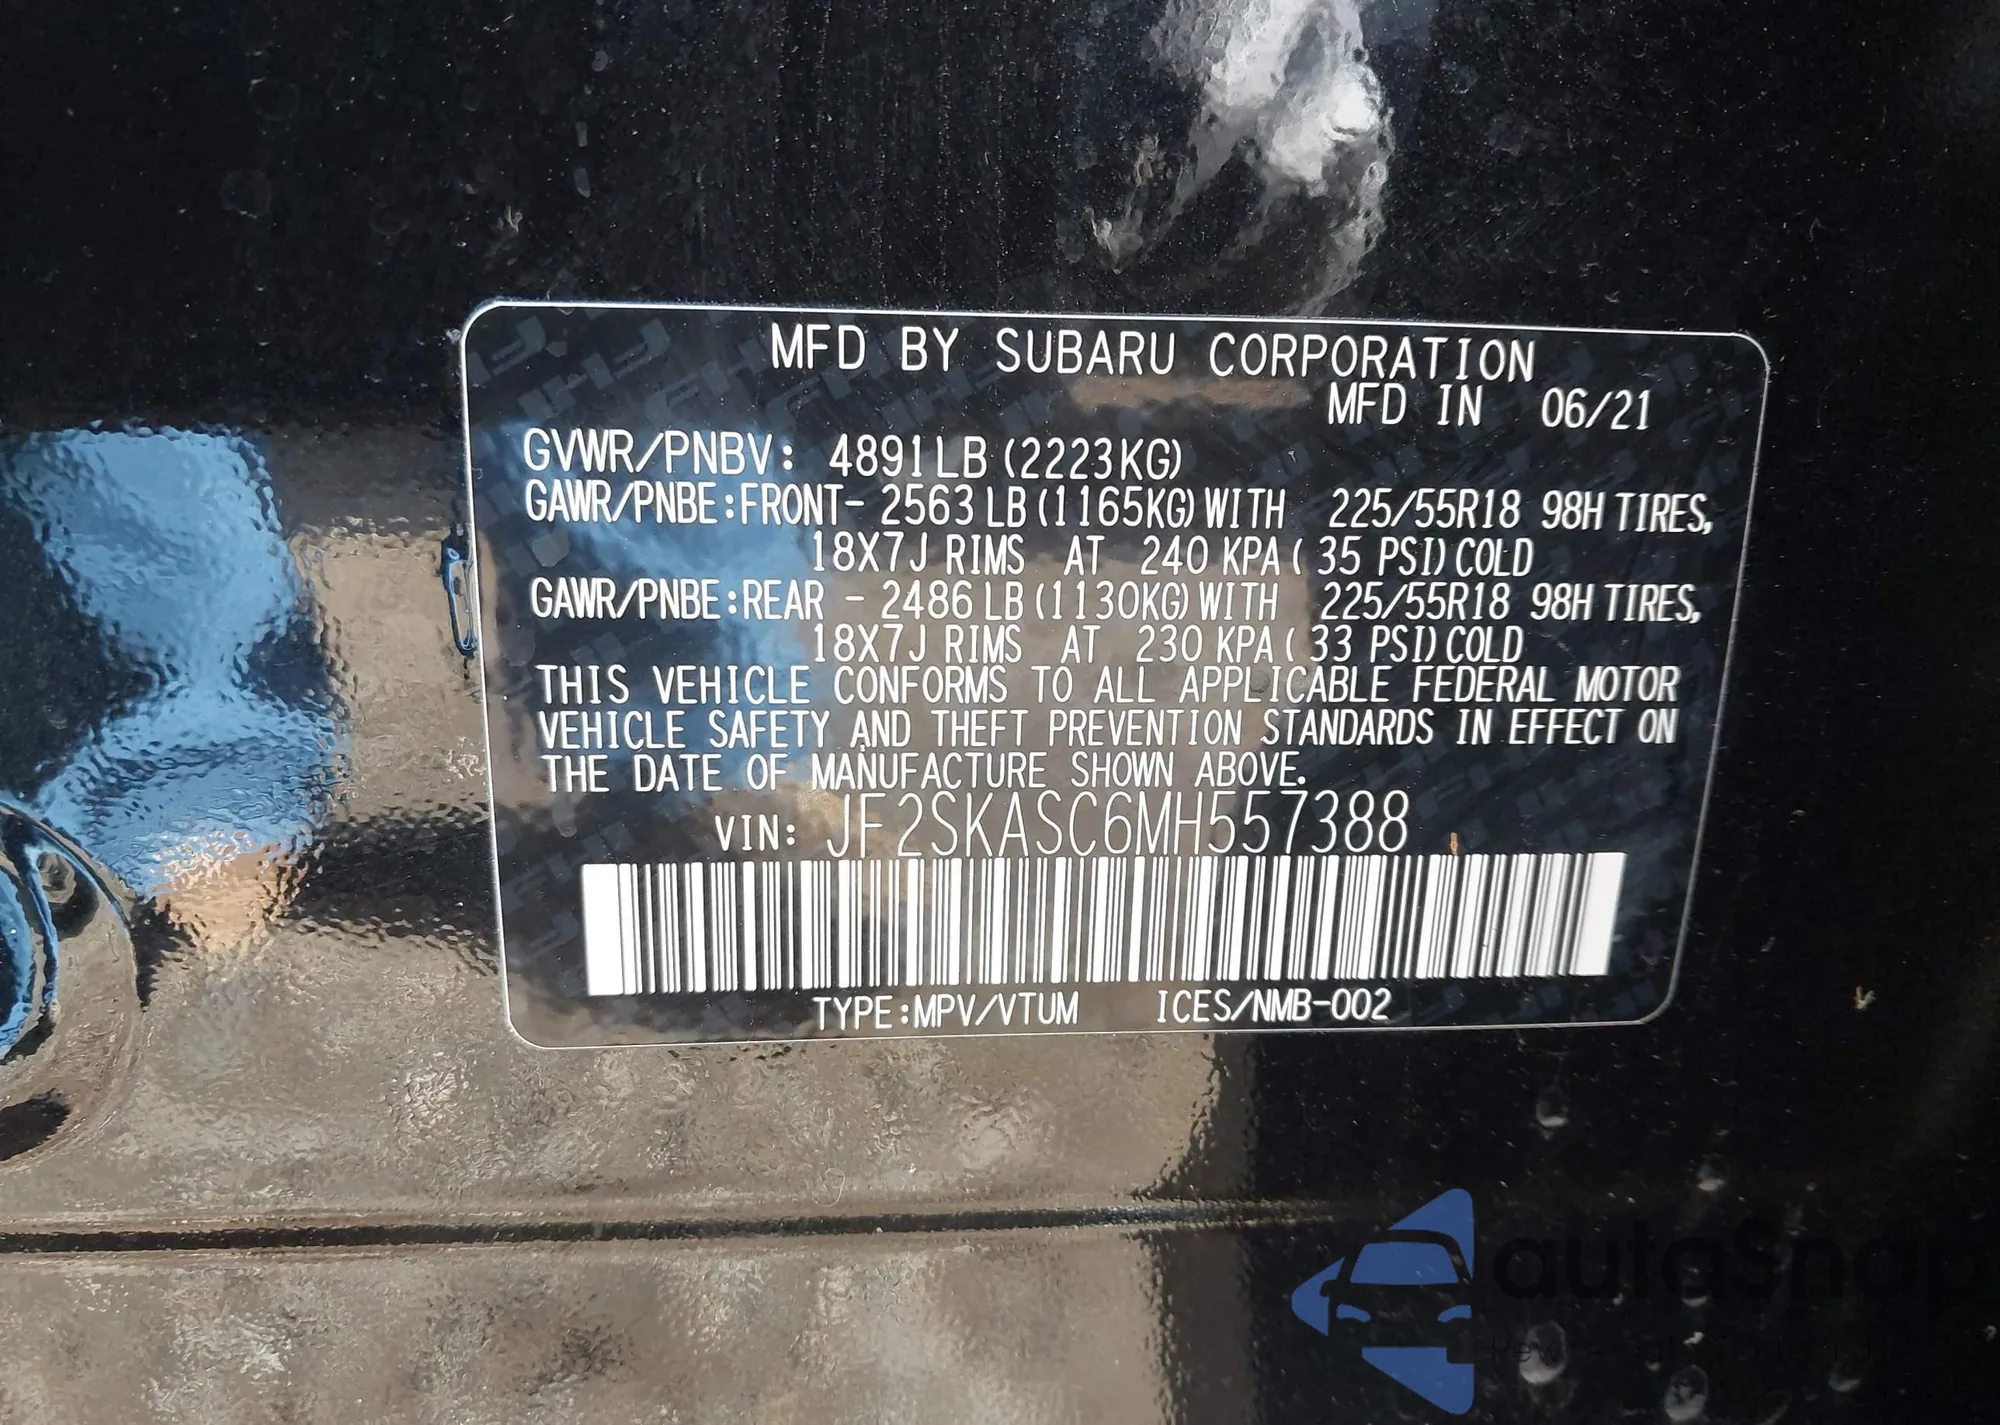 MFD BY SUBARU CORPORATION
MFD IN 06/21
GVWR/PNBV: 4891LB (2223KG)
GAWR/PNBE:FRONT- 2563 LB (1165KG) WITH 225/55R18 98H TIRES,
18X7J RIMS AT 240 KPA ( 35 PSI) COLD
GAWR/PNBE:REAR - 2486 LB (1130KG) WITH 225/55R18 98H TIRES,
18X7J RIMS AT 230 KPA ( 33 PSI) COLD
THIS VEHICLE CONFORMS TO ALL APPLICABLE FEDERAL MOTOR
VEHICLE SAFETY AND THEFT PREVENTION STANDARDS IN EFFECT ON
THE DATE OF MANUFACTURE SHOWN ABOVE.
VIN: JF2SKASC6MH557388
TYPE:MPV/VTUM ICES/NMB-002
autasnap